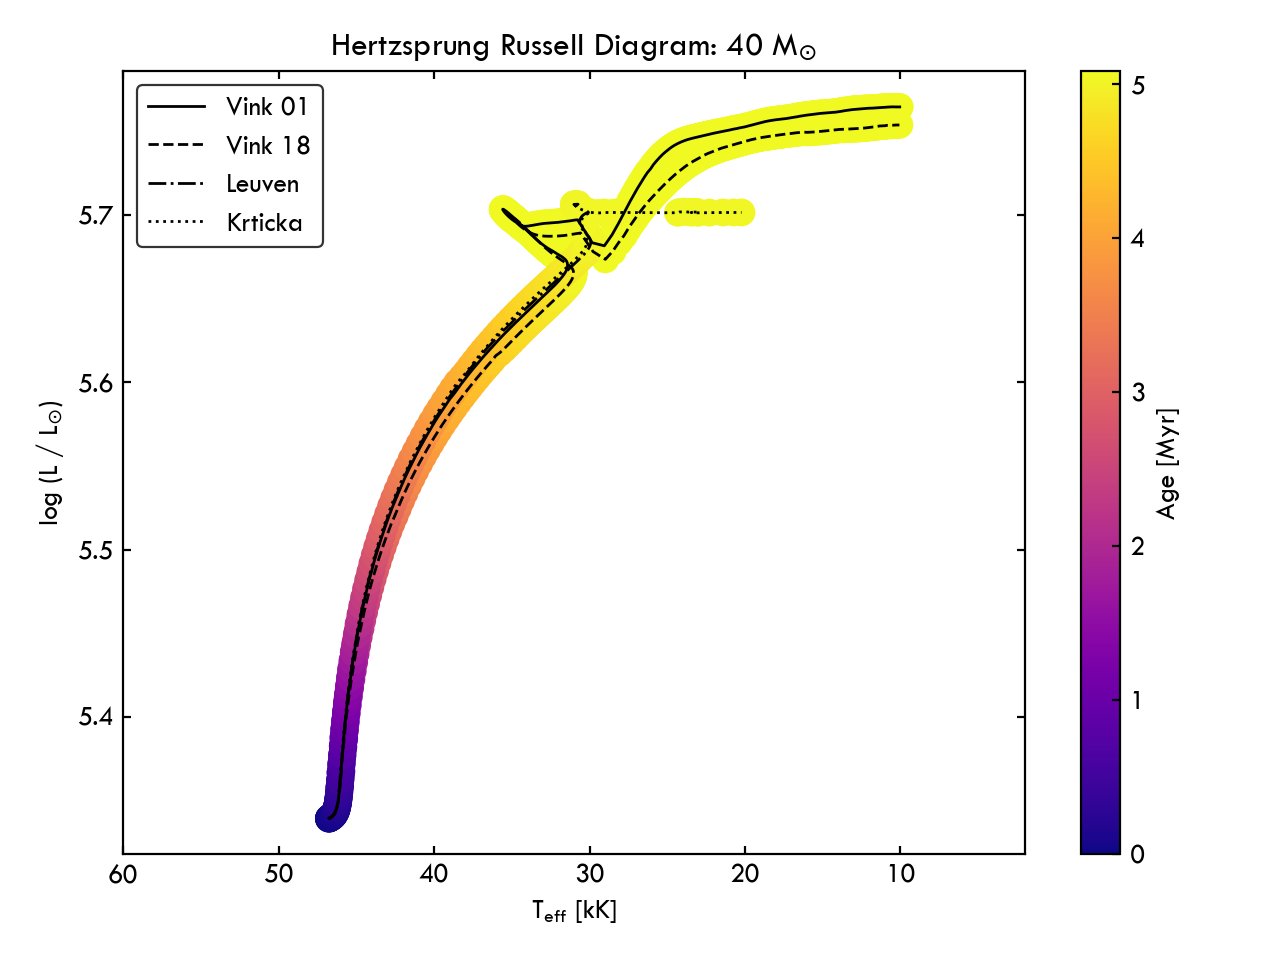 Hertzsprung Russell Diagram: 40 M⊙
Vink 01
Vink 18
Leuven
Krticka
5.7
5.6
5.5
5.4
log (L / L⊙)
60
50
40
30
20
10
Teff [kK]
5
4
3
2
1
0
Age [Myr]